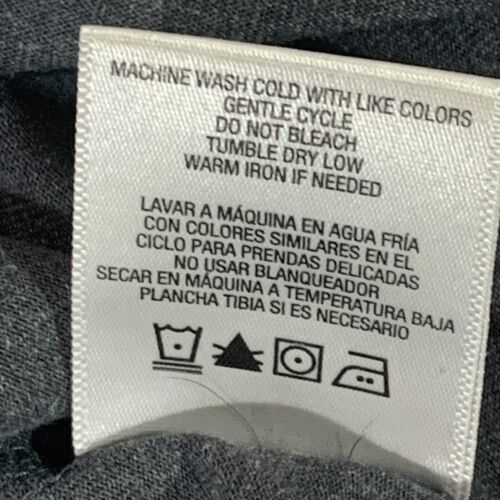 MACHINE WASH COLD WITH LIKE COLORS
GENTLE CYCLE
DO NOT BLEACH
TUMBLE DRY LOW
WARM IRON IF NEEDED
LAVAR A MÁQUINA EN AGUA FRÍA
CON COLORES SIMILARES EN EL
CICLO PARA PRENDAS DELICADAS
NO USAR BLANQUEADOR
SECAR EN MÁQUINA A TEMPERATURA BAJA
PLANCHA TIBIA SI ES NECESARIO